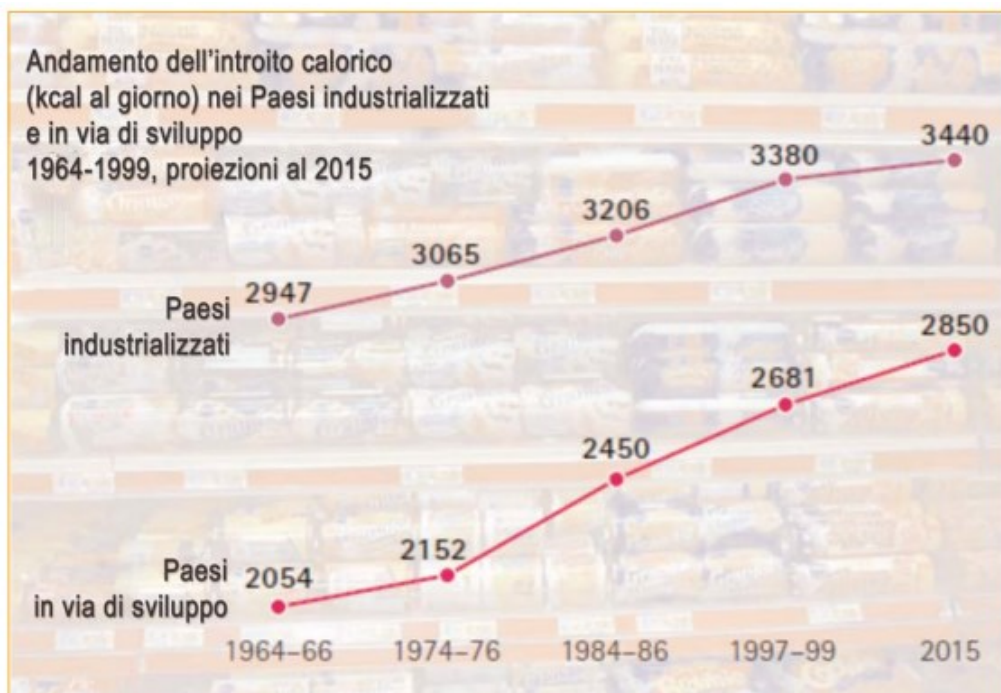 Andamento dell'introito calorico
(kcal al giorno) nei Paesi industrializzati
e in via di sviluppo
1964-1999, proiezioni al 2015
3440
3380
3206
3065
2947
Paesi
industrializzati
2850
2681
2450
2152
2054
Paesi
in via di sviluppo
1964–66 1974–76 1984–86 1997–99 2015